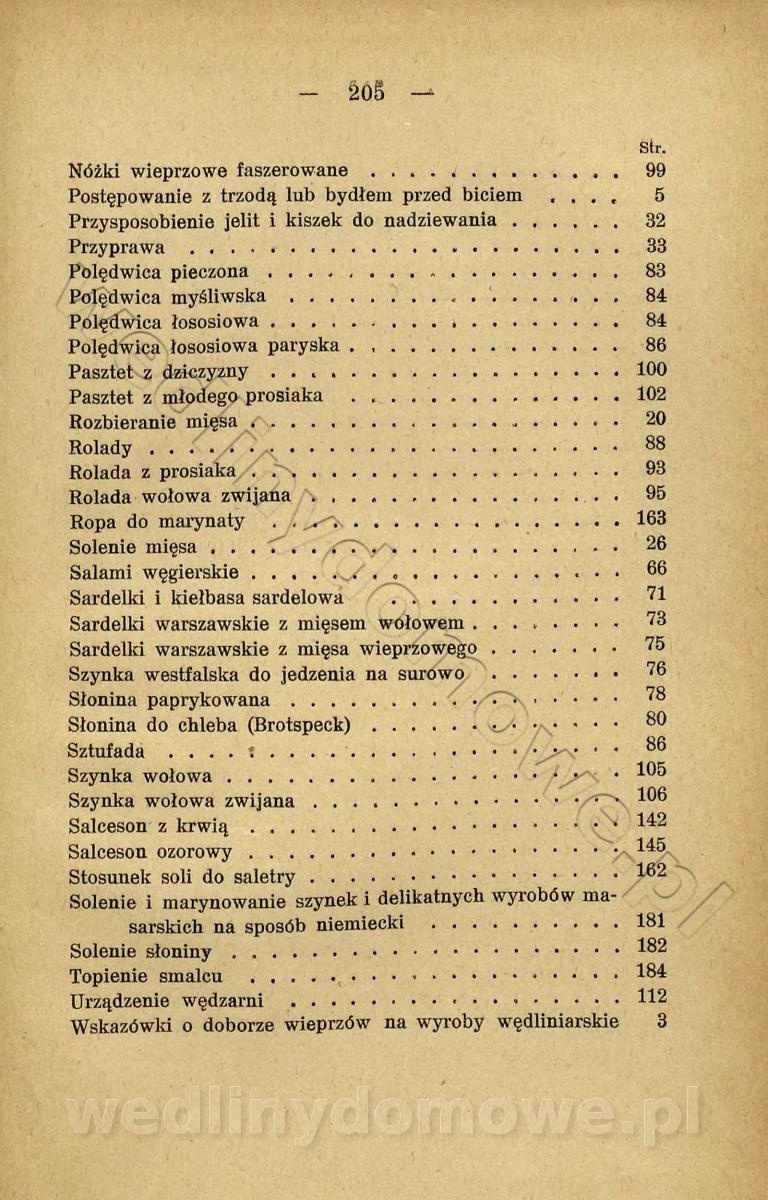 — 205 —
Str.
Nóżki wieprzowe faszerowane . . . . . . . . . . . . . 99
Postępowanie z trzodą lub bydłem przed biciem . . . . 5
Przysposobienie jelit i kiszek do nadziewania . . . . . . 32
Przyprawa . . . . . . . . . . . . . . . . . . . . . . 33
Polędwica pieczona . . . . . . . . . . . . . . . . . . 83
Polędwica myśliwska . . . . . . . . . . . . . . . . . 84
Polędwica łososiowa . . . . . . . . . . . . . . . . . . 84
Polędwica łososiowa paryska . . . . . . . . . . . . . . 86
Pasztet z dziczyzny . . . . . . . . . . . . . . . . . . 100
Pasztet z młodego prosiaka . . . . . . . . . . . . . . 102
Rozbieranie mięsa . . . . . . . . . . . . . . . . . . . 20
Rolady . . . . . . . . . . . . . . . . . . . . . . . . 88
Rolada z prosiaka . . . . . . . . . . . . . . . . . . . 93
Rolada wołowa zwijana . . . . . . . . . . . . . . . . 95
Ropa do marynaty . . . . . . . . . . . . . . . . . . 163
Solenie mięsa . . . . . . . . . . . . . . . . . . . . . 26
Salami węgierskie . . . . . . . . . . . . . . . . . . . 66
Sardelki i kiełbasa sardelowa . . . . . . . . . . . . 71
Sardelki warszawskie z mięsem wołowem . . . . . . . . 73
Sardelki warszawskie z mięsa wieprzowego . . . . . . . 75
Szynka westfalska do jedzenia na surowo . . . . . . . 76
Słonina paprykowana . . . . . . . . . . . . . . . . . 78
Słonina do chleba (Brotspeck) . . . . . . . . . . . . . 80
Sztufada . . . . . . . . . . . . . . . . . . . . . . . 86
Szynka wołowa . . . . . . . . . . . . . . . . . . . . 105
Szynka wołowa zwijana . . . . . . . . . . . . . . . . 106
Salceson z krwią . . . . . . . . . . . . . . . . . . . 142
Salceson ozorowy . . . . . . . . . . . . . . . . . . . 145
Stosunek soli do saletry . . . . . . . . . . . . . . . . 162
Solenie i marynowanie szynek i delikatnych wyrobów ma-
sarskich na sposób niemiecki . . . . . . . . . . 181
Solenie słoniny . . . . . . . . . . . . . . . . . . . . 182
Topienie smalcu . . . . . . . . . . . . . . . . . . . 184
Urządzenie wędzarni . . . . . . . . . . . . . . . . . 112
Wskazówki o doborze wieprzów na wyroby wędliniarskie 3
wedlinydomowe.pl
wedlinydomowe.pl